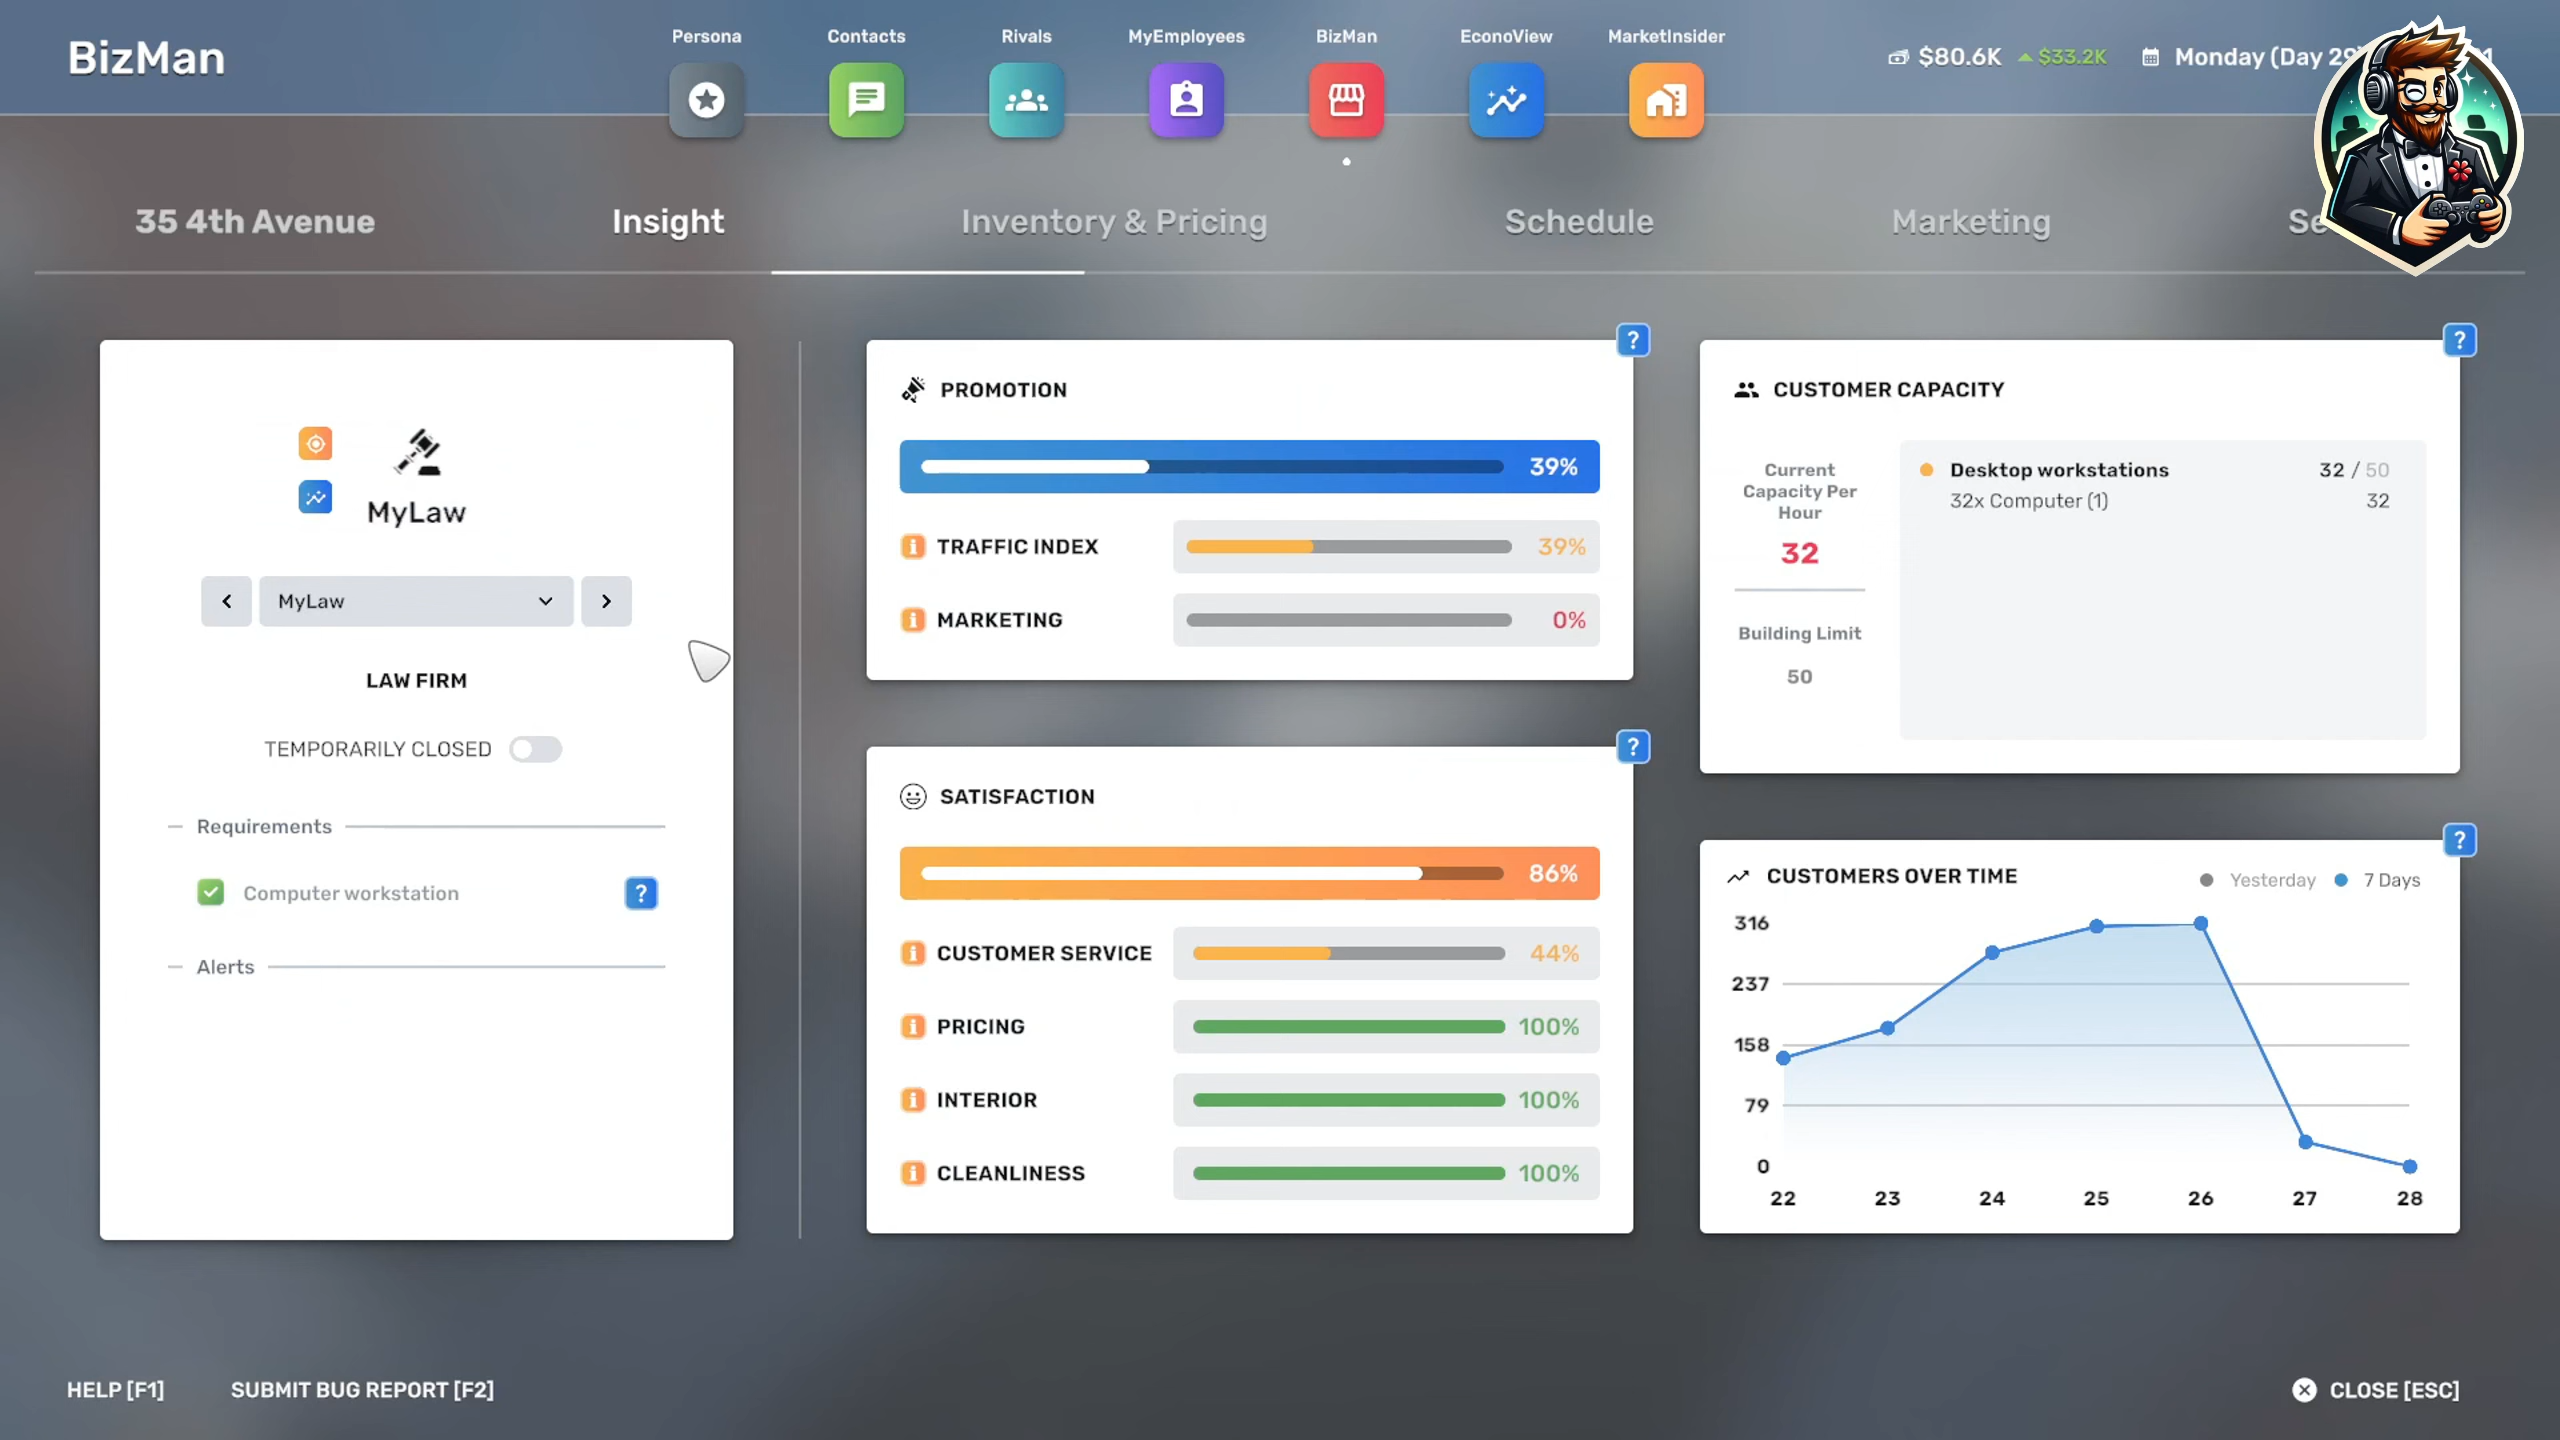 BizMan
Persona
Contacts
Rivals
MyEmployees
BizMan
EconoView
MarketInsider
$80.6K
$33.2K
Monday (Day 29
35 4th Avenue
Insight
Inventory & Pricing
Schedule
Marketing
MyLaw
MyLaw
LAW FIRM
TEMPORARILY CLOSED
Requirements
Computer workstation
?
Alerts
?
PROMOTION
39%
TRAFFIC INDEX
39%
MARKETING
0%
?
SATISFACTION
86%
CUSTOMER SERVICE
44%
PRICING
100%
INTERIOR
100%
CLEANLINESS
100%
?
CUSTOMER CAPACITY
Current
Capacity Per
Hour
32
Building Limit
50
Desktop workstations
32 / 50
32x Computer (1)
32
?
CUSTOMERS OVER TIME
Yesterday
7 Days
316
237
158
79
0
22
23
24
25
26
27
28
HELP [F1]
SUBMIT BUG REPORT [F2]
CLOSE [ESC]